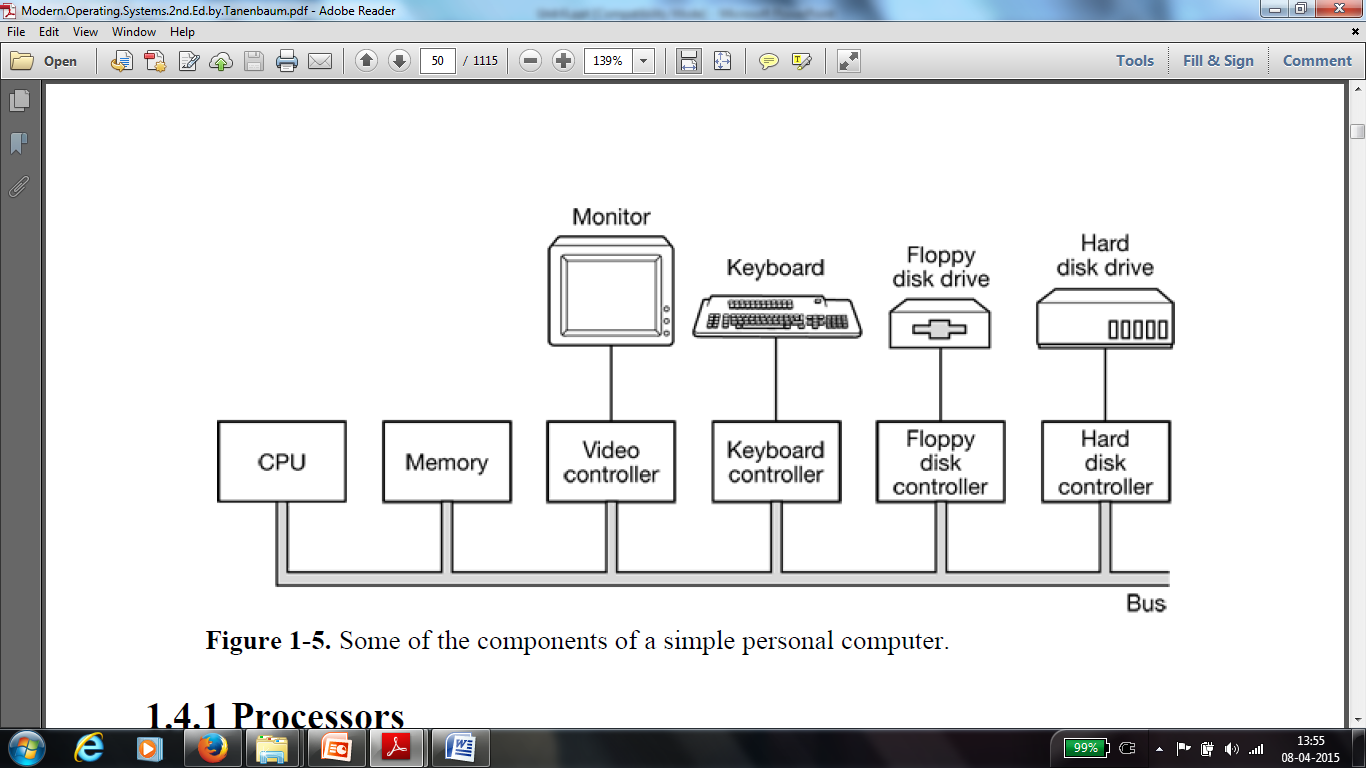 Modern.Operating.Systems.2nd.Ed.by.Tanenbaum.pdf - Adobe Reader
File Edit View Window Help
Open 50 / 1115 139% Tools Fill & Sign Comment
Monitor
Keyboard
Floppy
disk drive
Hard
disk drive
CPU
Memory
Video
controller
Keyboard
controller
Floppy
disk
controller
Hard
disk
controller
Bus
Figure 1-5. Some of the components of a simple personal computer.
1.4.1 Processors
99%
13:55
08-04-2015